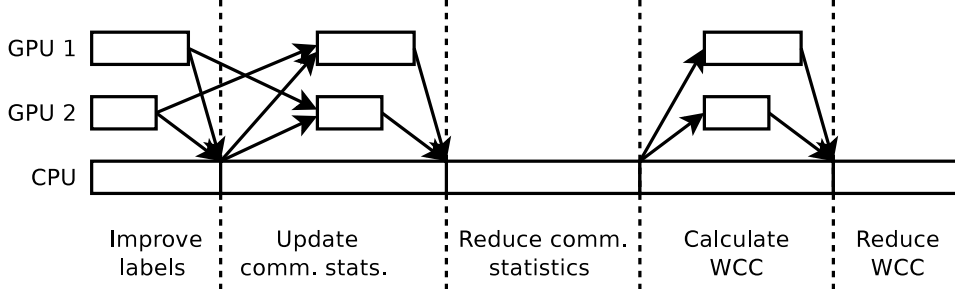 GPU 1
GPU 2
CPU
Improve
labels
Update
comm. stats.
Reduce comm.
statistics
Calculate
WCC
Reduce
WCC